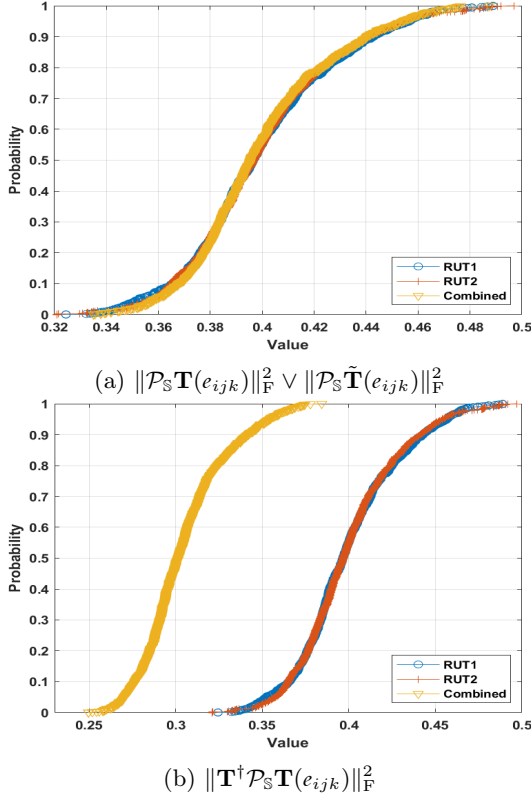 1
0.9
0.8
0.7
0.6
0.5
0.4
0.3
0.2
0.1
0
Probability
0.32 0.34 0.36 0.38 0.4 0.42 0.44 0.46 0.48 0.5
Value
RUT1
RUT2
Combined
(a) ‖𝒫_𝕊𝐓(e_{ijk})‖²_F ∨ ‖𝒫_𝕊𝐓̃(e_{ijk})‖²_F
1
0.9
0.8
0.7
0.6
0.5
0.4
0.3
0.2
0.1
0
Probability
0.25 0.3 0.35 0.4 0.45 0.5
Value
RUT1
RUT2
Combined
(b) ‖𝐓^†𝒫_𝕊𝐓(e_{ijk})‖²_F